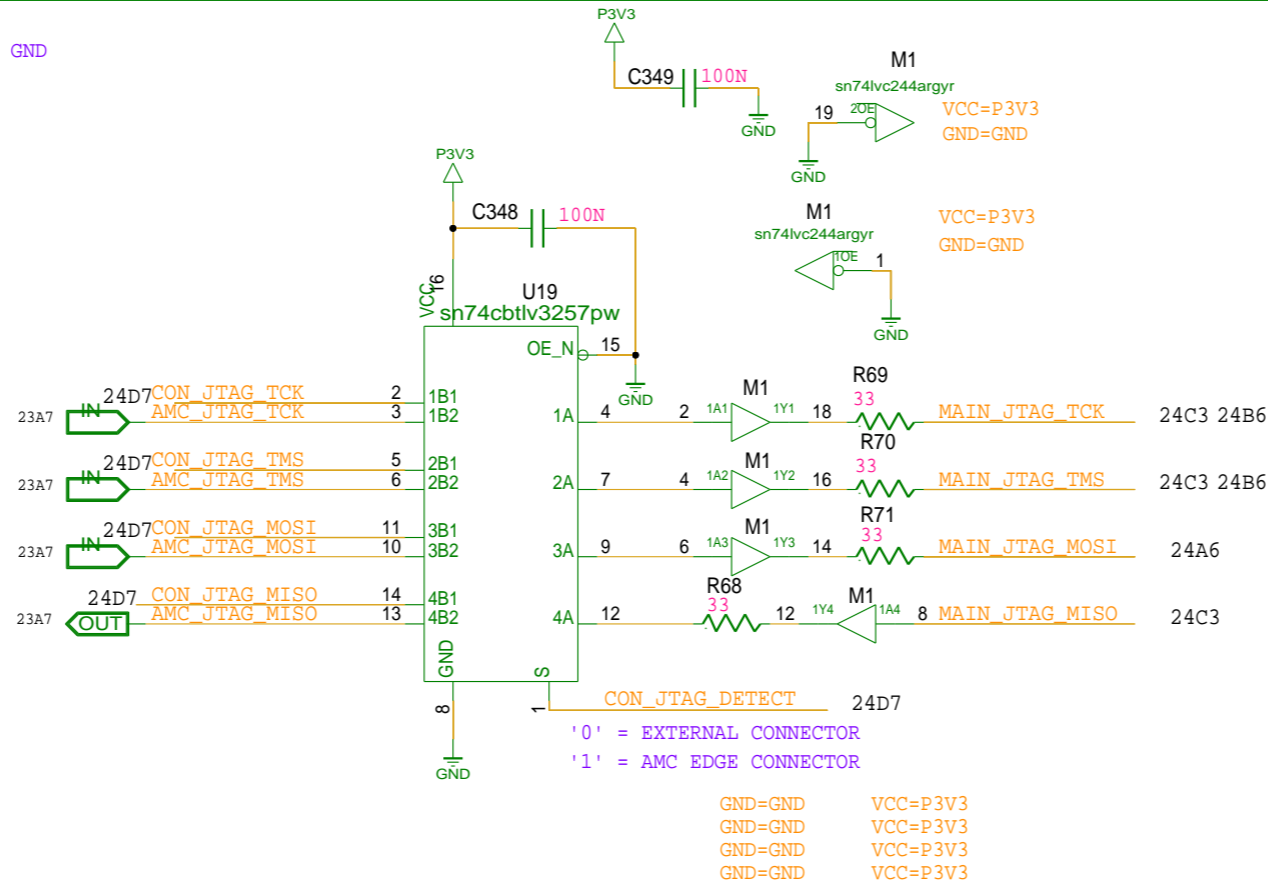 P3V3
GND
C349 100N
GND
M1
sn74lvc244argyr
19 2OE
VCC=P3V3
GND=GND
GND
P3V3
C348 100N
M1
sn74lvc244argyr
1OE 1
VCC=P3V3
GND=GND
GND
VCC 16
U19
sn74cbtlv3257pw
OE_N 15
GND
24D7 CON_JTAG_TCK 2 1B1
23A7 IN AMC_JTAG_TCK 3 1B2
1A 4 2 1A1 M1 1Y1 18 R69 33 MAIN_JTAG_TCK 24C3 24B6
24D7 CON_JTAG_TMS 5 2B1
23A7 IN AMC_JTAG_TMS 6 2B2
2A 7 4 1A2 M1 1Y2 16 R70 33 MAIN_JTAG_TMS 24C3 24B6
24D7 CON_JTAG_MOSI 11 3B1
23A7 IN AMC_JTAG_MOSI 10 3B2
3A 9 6 1A3 M1 1Y3 14 R71 33 MAIN_JTAG_MOSI 24A6
24D7 CON_JTAG_MISO 14 4B1
23A7 OUT AMC_JTAG_MISO 13 4B2
4A 12 R68 33 12 1Y4 M1 1A4 8 MAIN_JTAG_MISO 24C3
GND 8
S 1
CON_JTAG_DETECT 24D7
'0' = EXTERNAL CONNECTOR
'1' = AMC EDGE CONNECTOR
GND
GND=GND VCC=P3V3
GND=GND VCC=P3V3
GND=GND VCC=P3V3
GND=GND VCC=P3V3